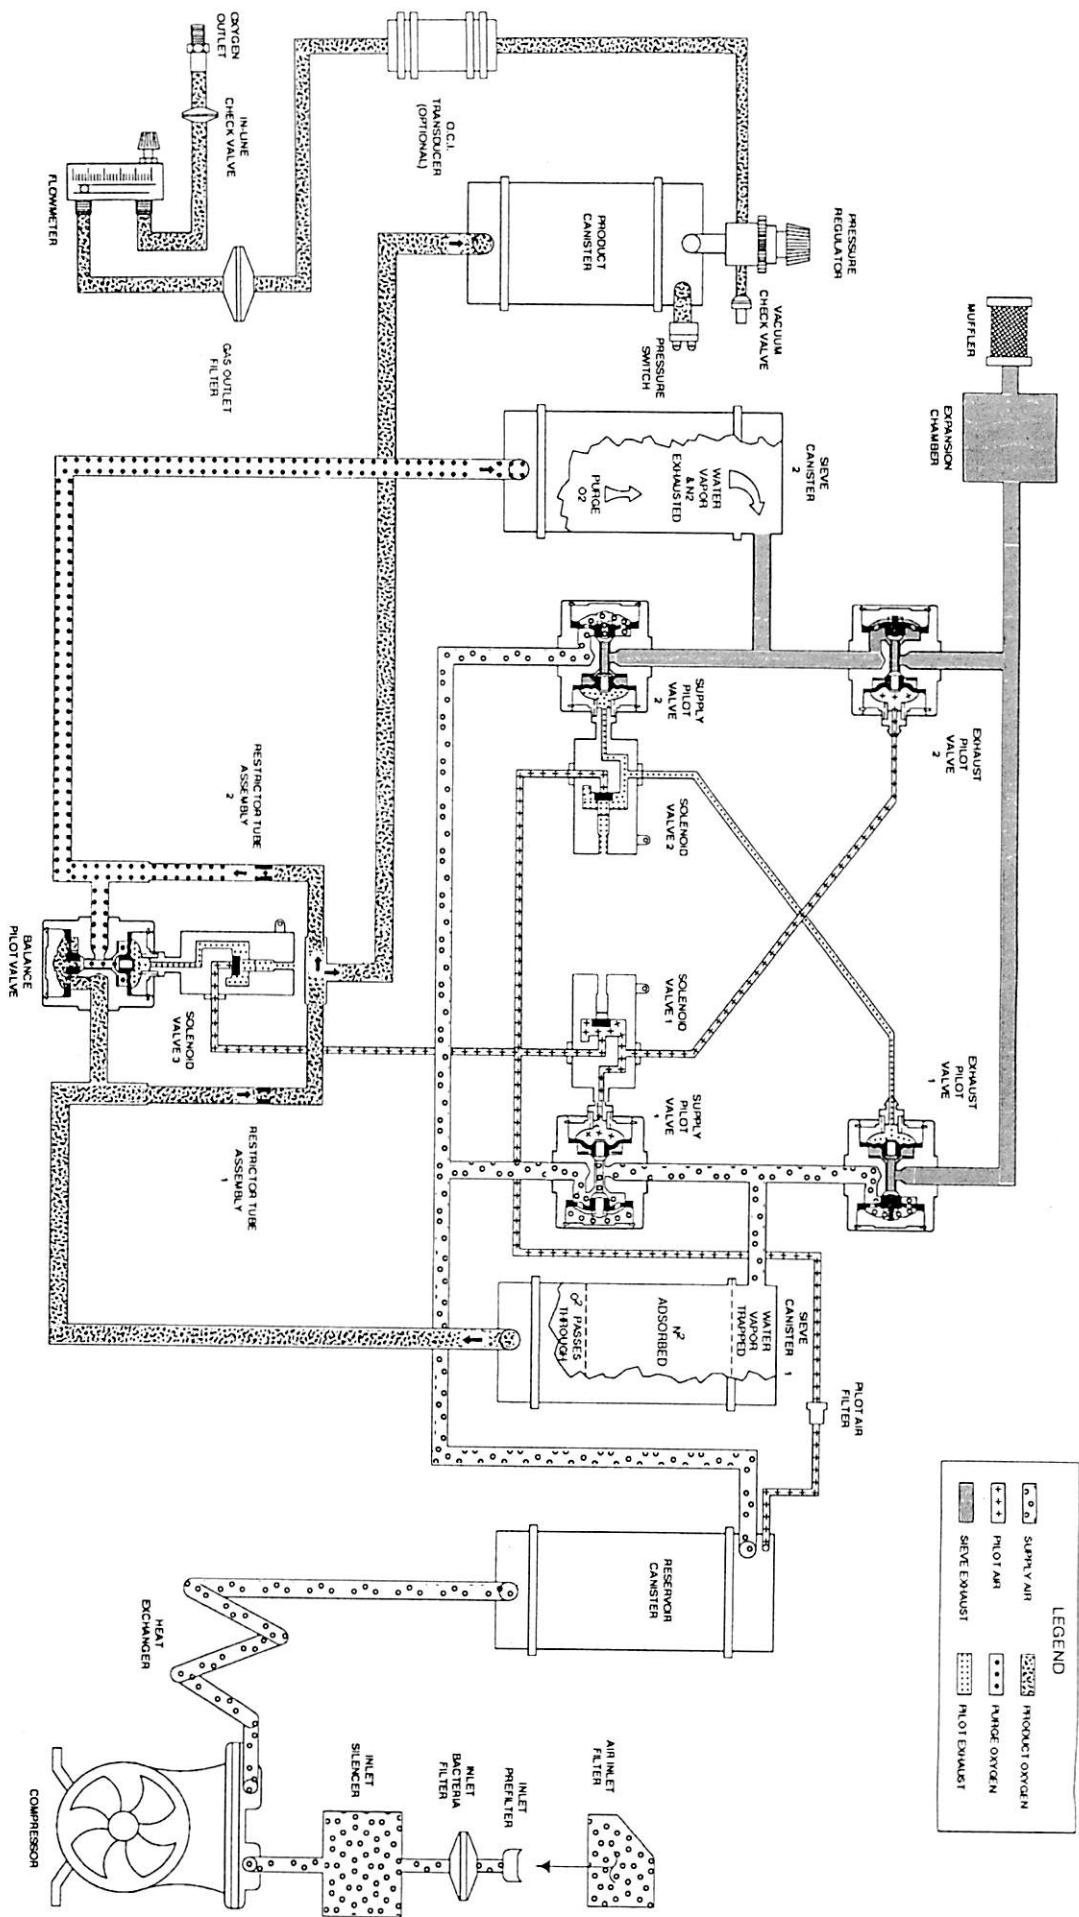 LEGEND
SUPPLY AIR
PILOT AIR
SIEVE EXHAUST
PRODUCT OXYGEN
PURGE OXYGEN
PILOT EXHAUST
MUFFLER
EXPANSION
CHAMBER
EXHAUST
PILOT
VALVE
2
EXHAUST
PILOT
VALVE
1
PRESSURE
REGULATOR
VACUUM
CHECK VALVE
PRESSURE
SWITCH
PRODUCT
CANISTER
O.C.I.
TRANSDUCER
(OPTIONAL)
OXYGEN
OUTLET
IN-LINE
CHECK VALVE
FLOWMETER
GAS OUTLET
FILTER
SIEVE
CANISTER
2
WATER
VAPOR
& N2
EXHAUSTED
PURGE
O2
SUPPLY
PILOT
VALVE
2
SOLENOID
VALVE 2
SOLENOID
VALVE 1
SUPPLY
PILOT
VALVE
1
SIEVE
CANISTER
1
WATER
VAPOR
TRAPPED
N2
ADSORBED
O2 PASSES
THROUGH
PILOT AIR
FILTER
RESERVOIR
CANISTER
RESTRICTOR TUBE
ASSEMBLY
2
BALANCE
PILOT VALVE
SOLENOID
VALVE 3
RESTRICTOR TUBE
ASSEMBLY
1
HEAT
EXCHANGER
COMPRESSOR
INLET
SILENCER
INLET
BACTERIA
FILTER
INLET
PREFILTER
AIR INLET
FILTER